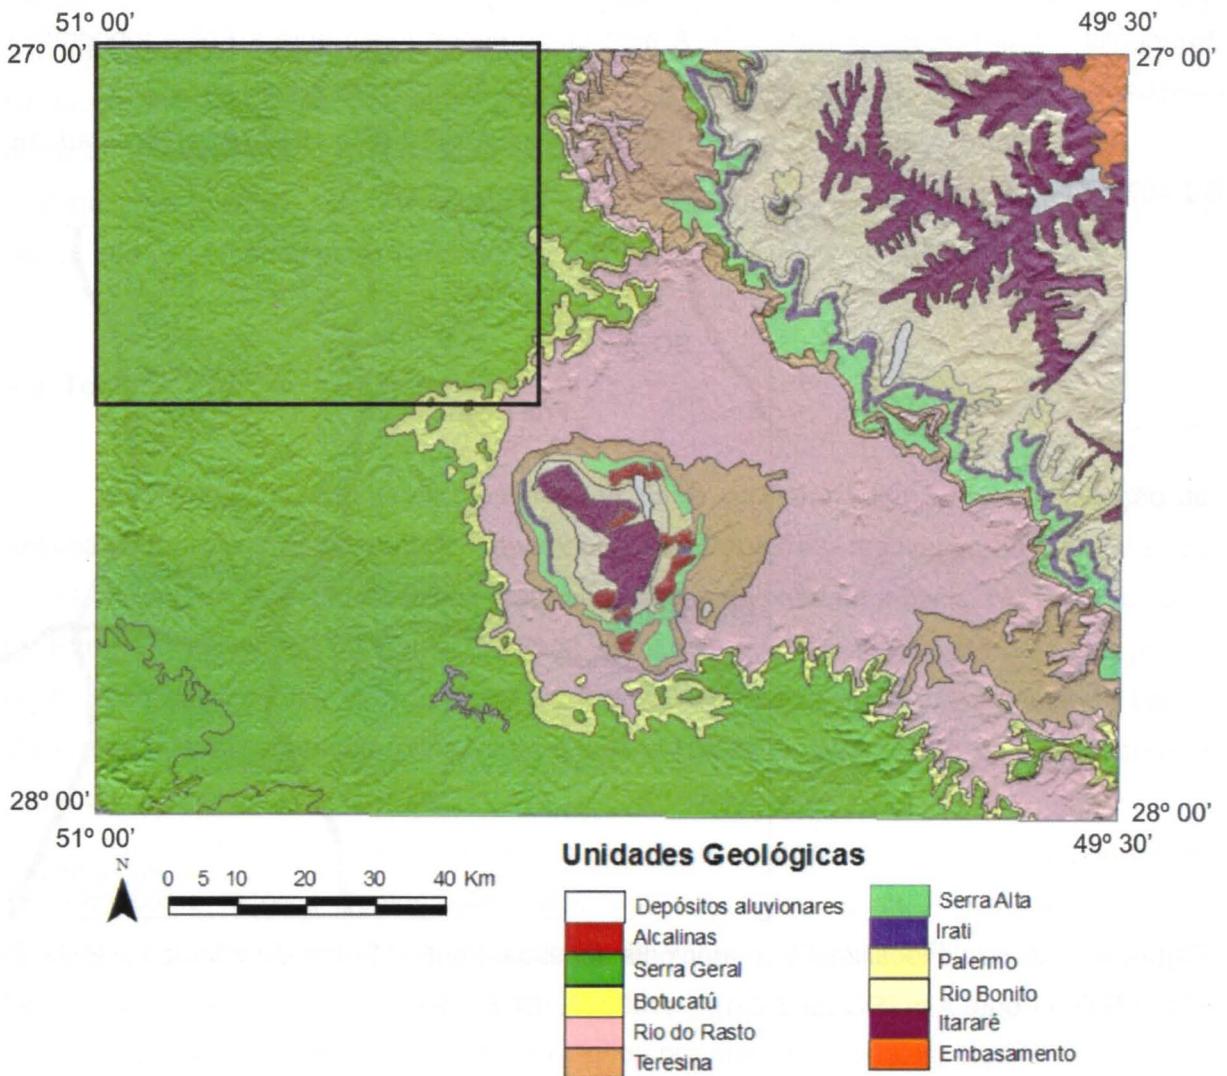 51º 00’
49º 30’
27º 00’
27º 00’
28º 00’
28º 00’
51º 00’
49º 30’
N
0 5 10 20 30 40 Km
Unidades Geológicas
Depósitos aluvionares
Alcalinas
Serra Geral
Botucatú
Rio do Rasto
Teresina
Serra Alta
Irati
Palermo
Rio Bonito
Itararé
Embasamento